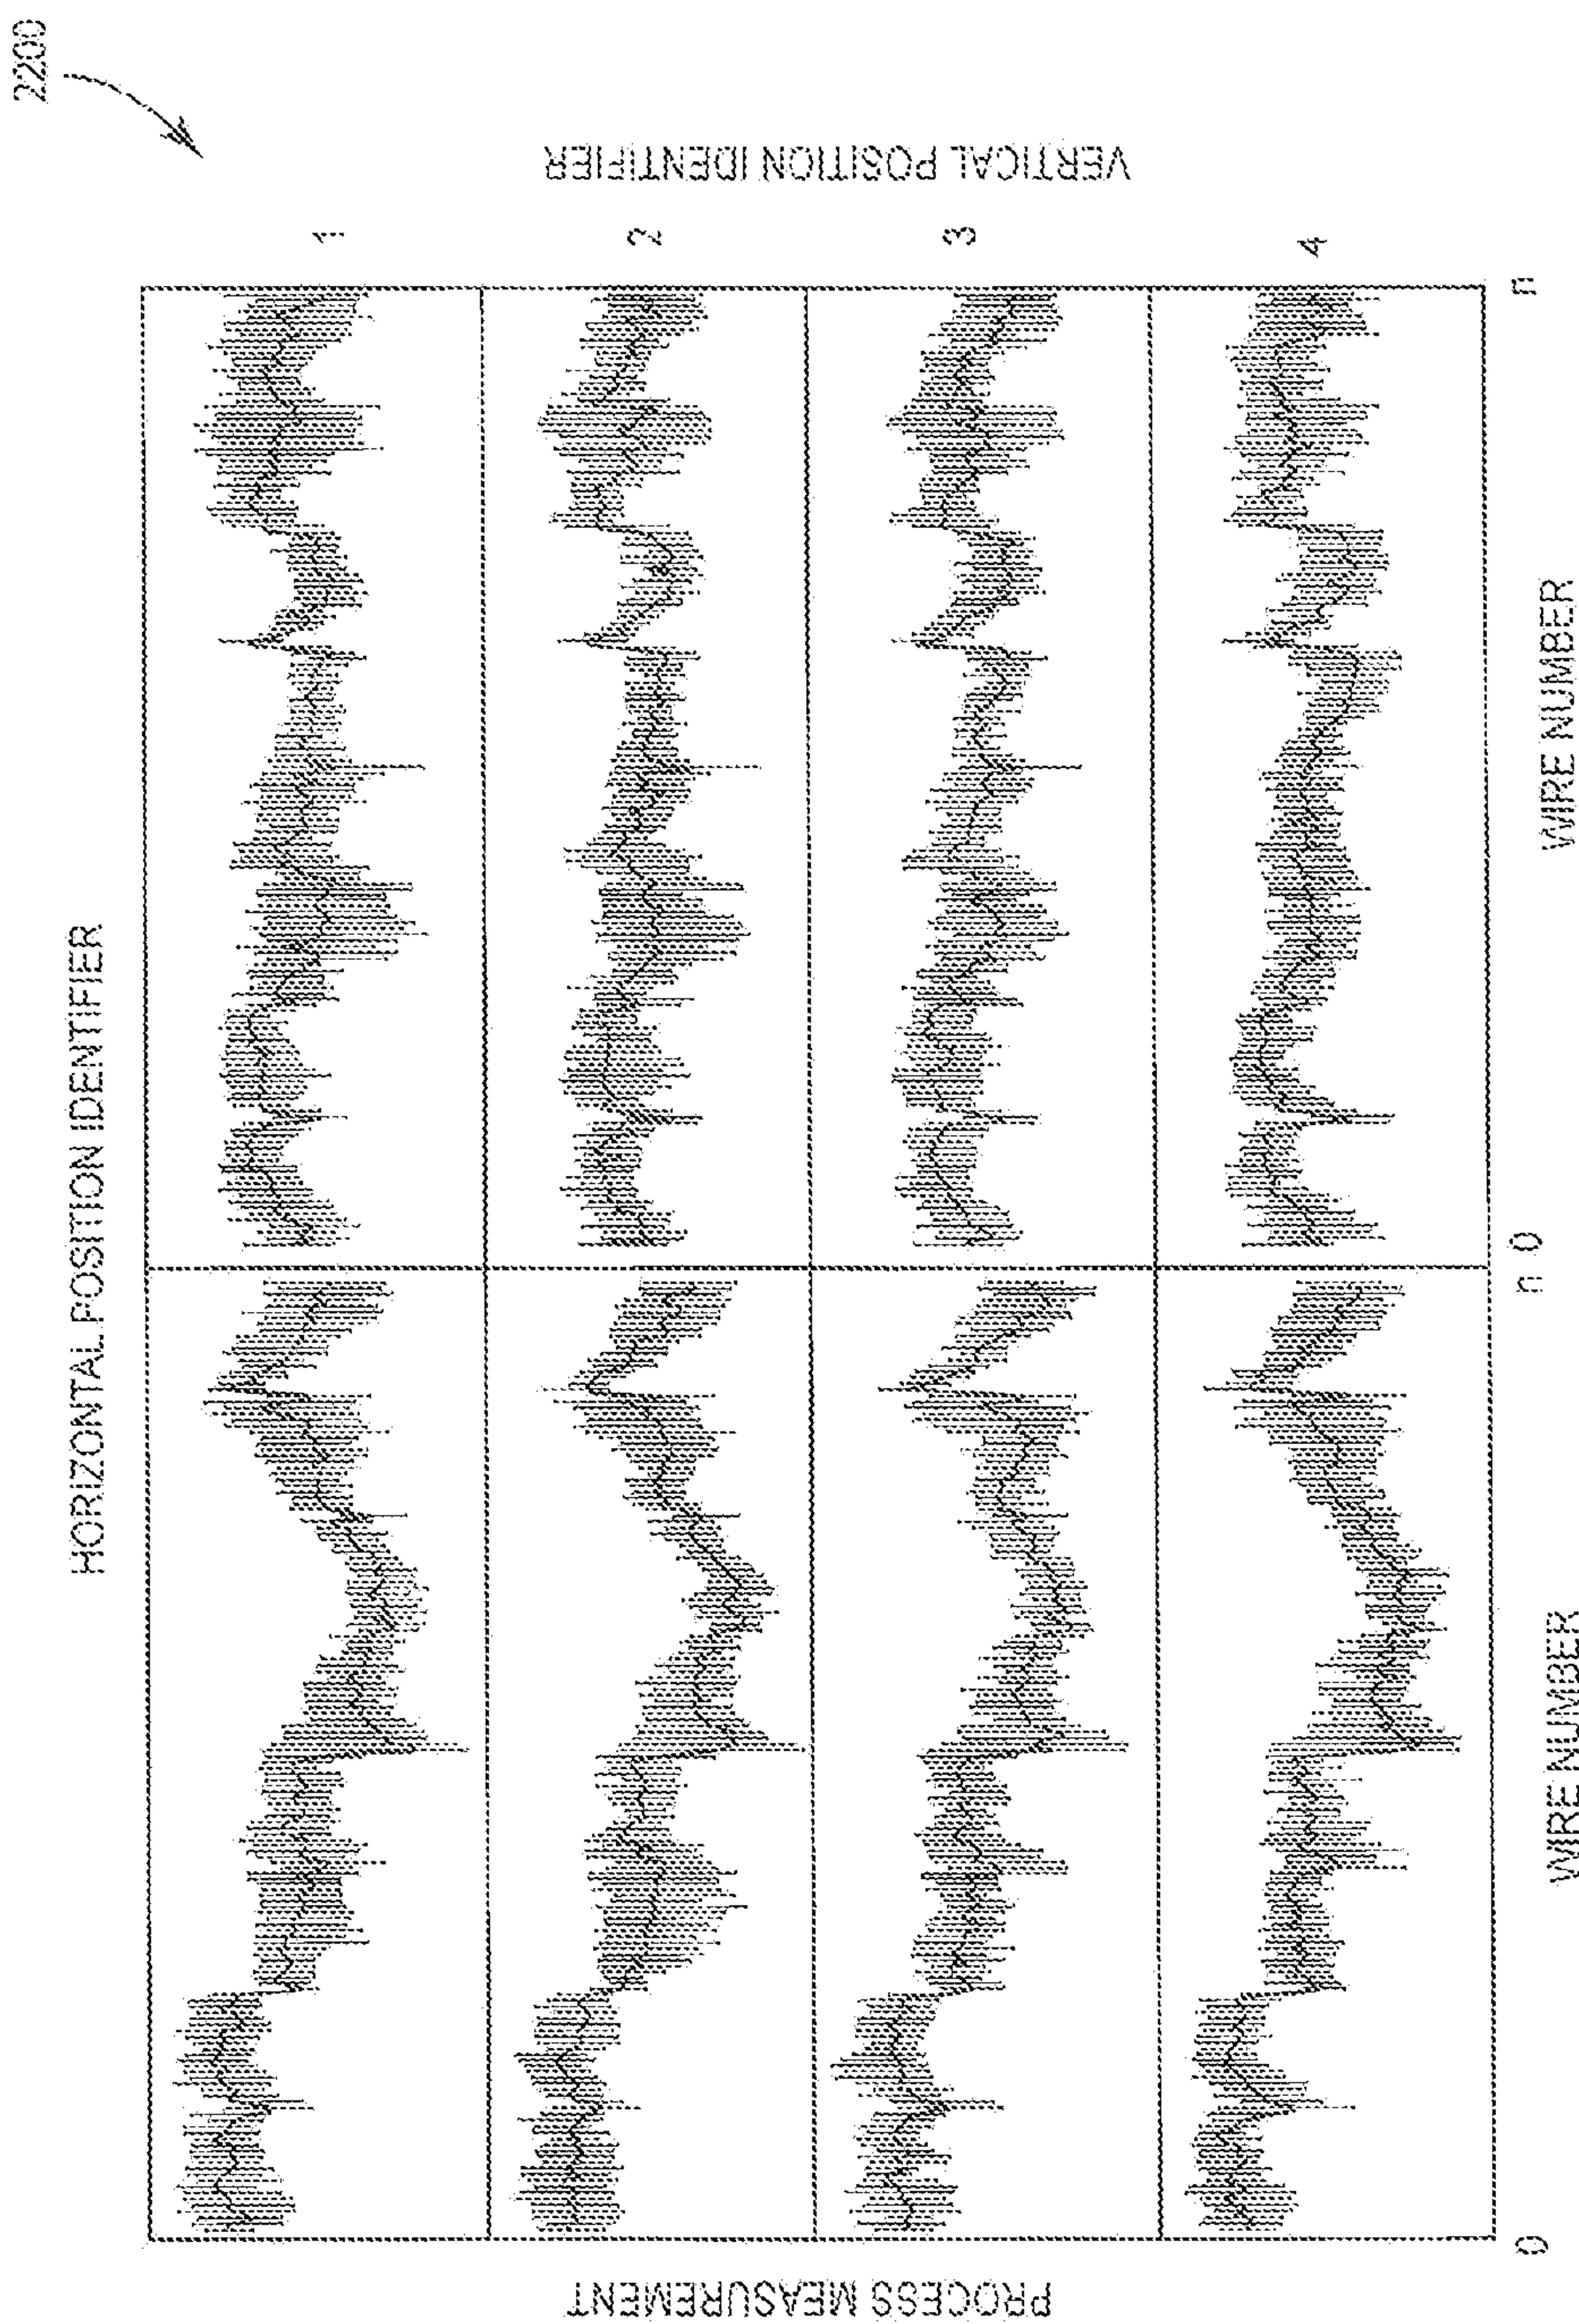 2200
HORIZONTAL POSITION IDENTIFIER
PROCESS MEASUREMENT
1
2
3
4
VERTICAL POSITION IDENTIFIER
0 n 0 n
WIRE NUMBER WIRE NUMBER